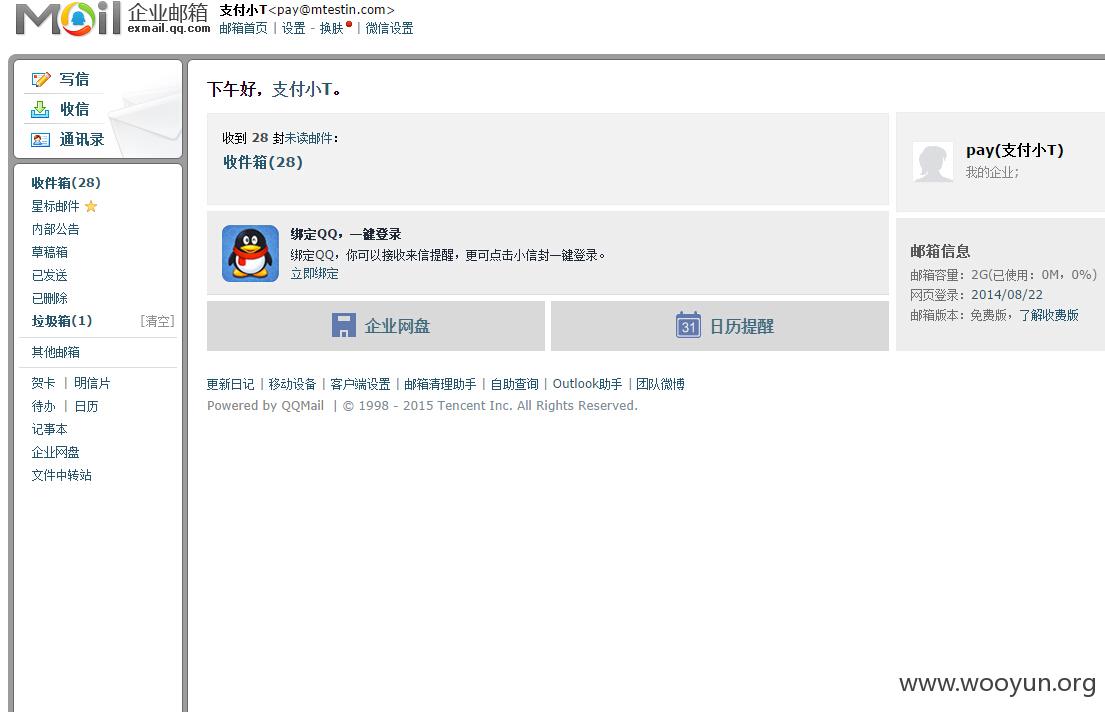 Mail 企业邮箱 支付小T<pay@mtestin.com>
exmail.qq.com 邮箱首页 | 设置 - 换肤 | 微信设置
写信
收信
通讯录
收件箱(28)
星标邮件
内部公告
草稿箱
已发送
已删除
垃圾箱(1) [清空]
其他邮箱
贺卡 | 明信片
待办 | 日历
记事本
企业网盘
文件中转站
下午好，支付小T。
收到 28 封未读邮件：
收件箱(28)
绑定QQ，一键登录
绑定QQ，你可以接收来信提醒，更可点击小信封一键登录。
立即绑定
企业网盘
31 日历提醒
pay(支付小T)
我的企业；
邮箱信息
邮箱容量：2G(已使用：0M，0%)
网页登录：2014/08/22
邮箱版本：免费版，了解收费版
更新日记 | 移动设备 | 客户端设置 | 邮箱清理助手 | 自助查询 | Outlook助手 | 团队微博
Powered by QQMail | © 1998 - 2015 Tencent Inc. All Rights Reserved.
www.wooyun.org